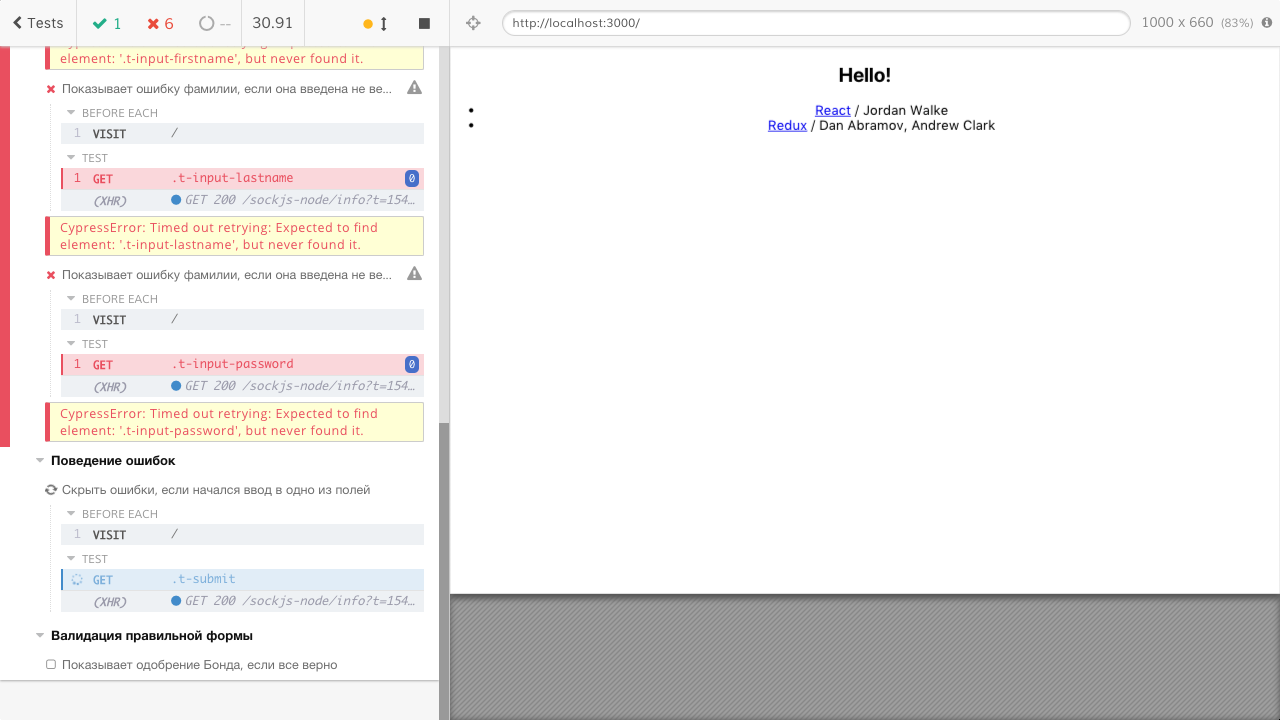 Tests 1 6 -- 30.91 http://localhost:3000/ 1000 x 660 (83%)
element: '.t-input-firstname', but never found it.
Показывает ошибку фамилии, если она введена не ве...
BEFORE EACH
1 VISIT /
TEST
1 GET .t-input-lastname 0
(XHR) GET 200 /sockjs-node/info?t=154...
CypressError: Timed out retrying: Expected to find
element: '.t-input-lastname', but never found it.
Показывает ошибку фамилии, если она введена не ве...
BEFORE EACH
1 VISIT /
TEST
1 GET .t-input-password 0
(XHR) GET 200 /sockjs-node/info?t=154...
CypressError: Timed out retrying: Expected to find
element: '.t-input-password', but never found it.
Поведение ошибок
Скрыть ошибки, если начался ввод в одно из полей
BEFORE EACH
1 VISIT /
TEST
GET .t-submit
(XHR) GET 200 /sockjs-node/info?t=154...
Валидация правильной формы
Показывает одобрение Бонда, если все верно
Hello!
React / Jordan Walke
Redux / Dan Abramov, Andrew Clark